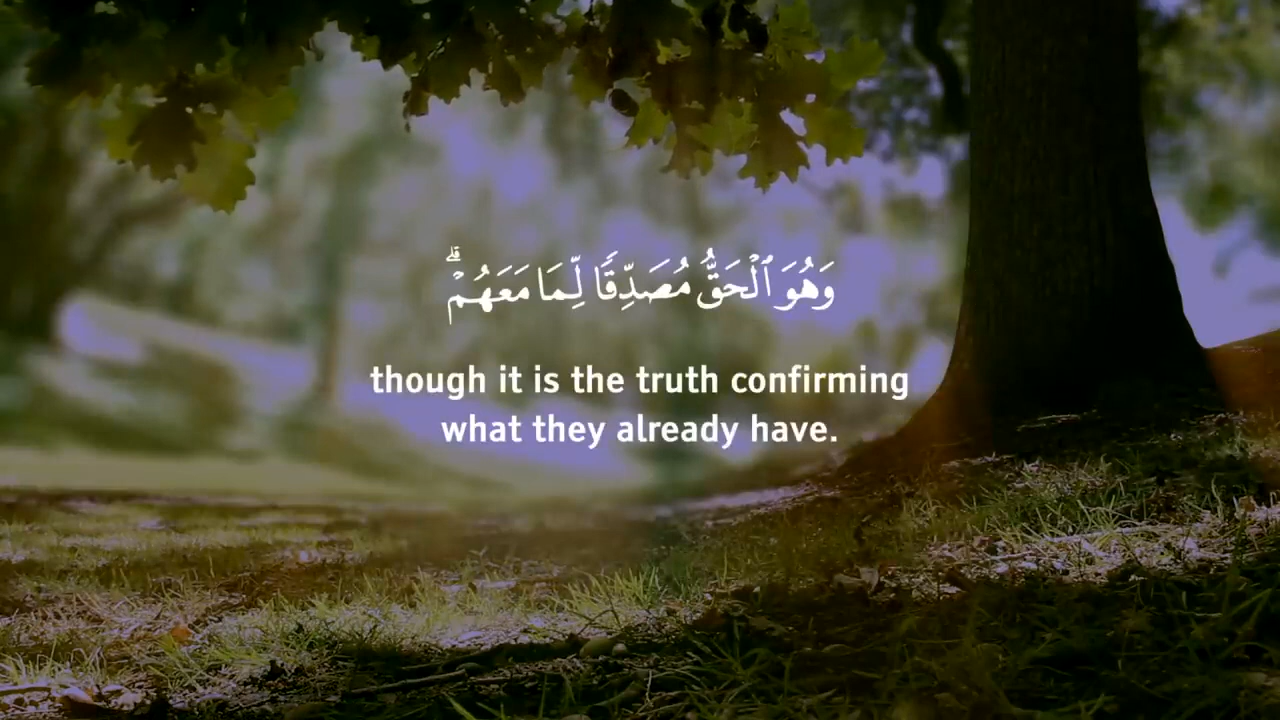 وَهُوَ ٱلْحَقُّ مُصَدِّقًا لِّمَا مَعَهُمْ ۗ
though it is the truth confirming
what they already have.